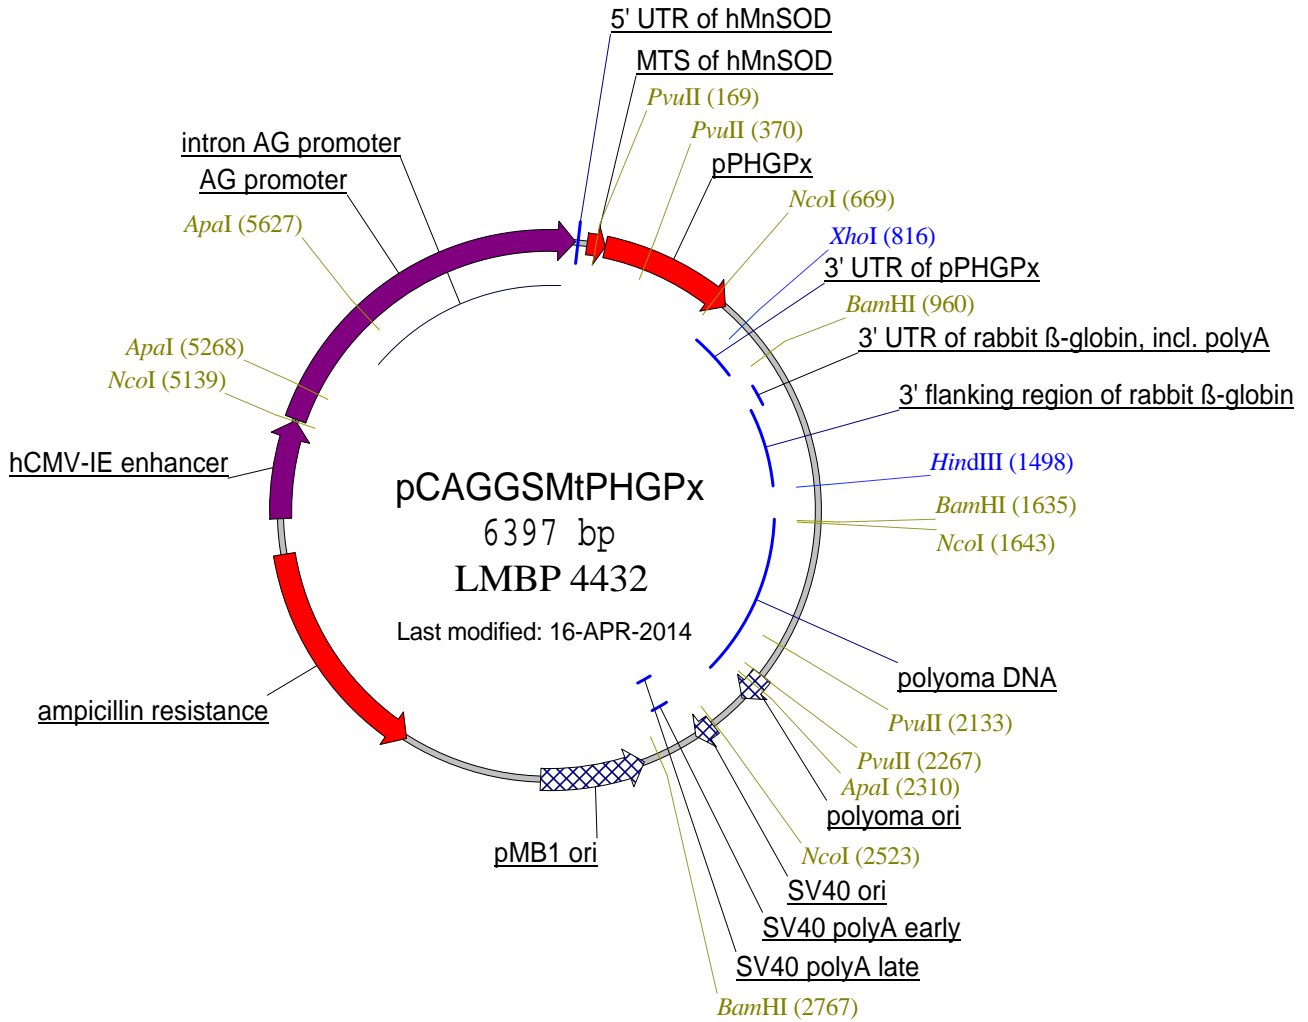 5' UTR of hMnSOD
MTS of hMnSOD
PvuII (169)
PvuII (370)
pPHGPx
NcoI (669)
XhoI (816)
3' UTR of pPHGPx
BamHI (960)
3' UTR of rabbit ß-globin, incl. polyA
3' flanking region of rabbit ß-globin
HindIII (1498)
BamHI (1635)
NcoI (1643)
polyoma DNA
PvuII (2133)
PvuII (2267)
ApaI (2310)
polyoma ori
NcoI (2523)
SV40 ori
SV40 polyA early
SV40 polyA late
BamHI (2767)
pMB1 ori
ampicillin resistance
hCMV-IE enhancer
NcoI (5139)
ApaI (5268)
ApaI (5627)
AG promoter
intron AG promoter
pCAGGSMtPHGPx
6397 bp
LMBP 4432
Last modified: 16-APR-2014